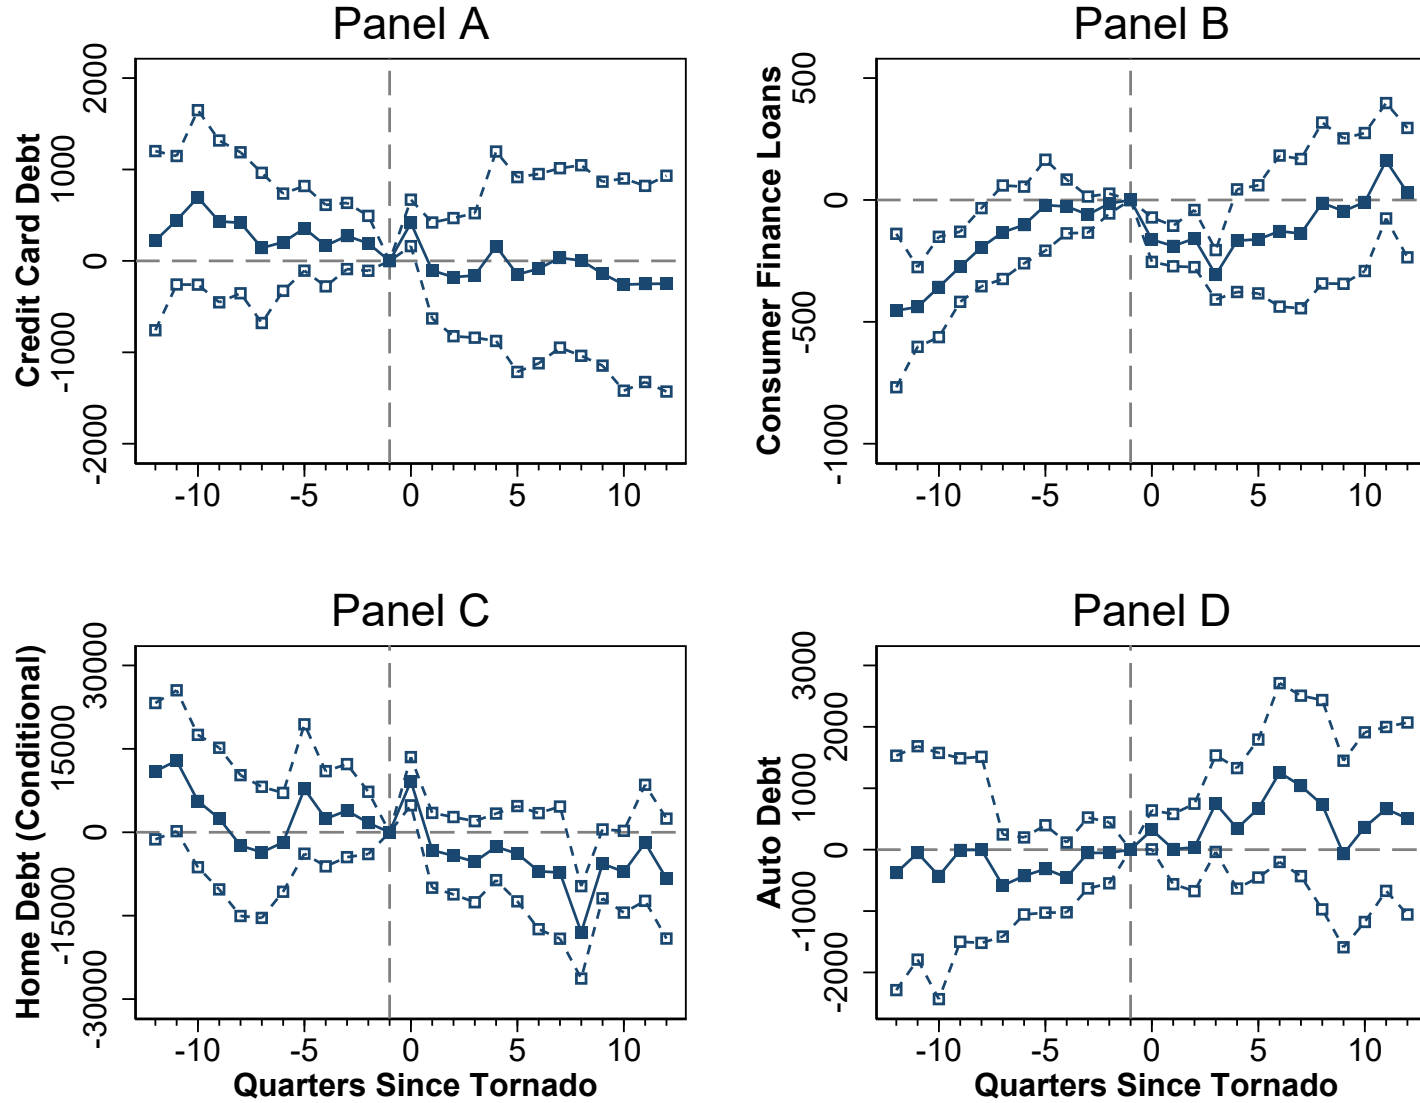 Panel A
Credit Card Debt
2000
1000
0
-1000
-2000
-10 -5 0 5 10
Panel B
Consumer Finance Loans
500
0
-500
-1000
-10 -5 0 5 10
Panel C
Home Debt (Conditional)
30000
15000
0
-15000
-30000
-10 -5 0 5 10
Quarters Since Tornado
Panel D
Auto Debt
3000
2000
1000
0
-1000
-2000
-10 -5 0 5 10
Quarters Since Tornado